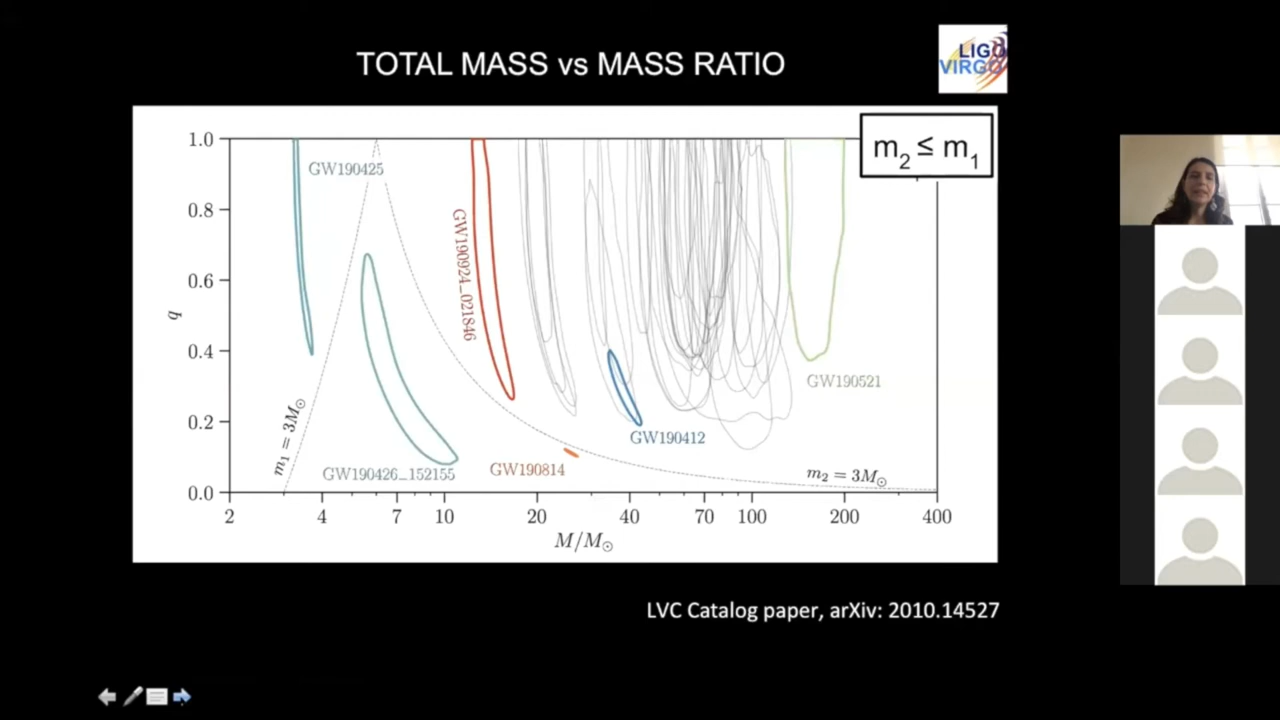 TOTAL MASS vs MASS RATIO
LIGO
VIRGO
m₂ ≤ m₁
1.0
0.8
0.6
0.4
0.2
0.0
q
GW190425
GW190924_021846
GW190521
GW190412
GW190814
GW190426_152155
m₁ = 3M☉
m₂ = 3M☉
2 4 7 10 20 40 70 100 200 400
M/M☉
LVC Catalog paper, arXiv: 2010.14527